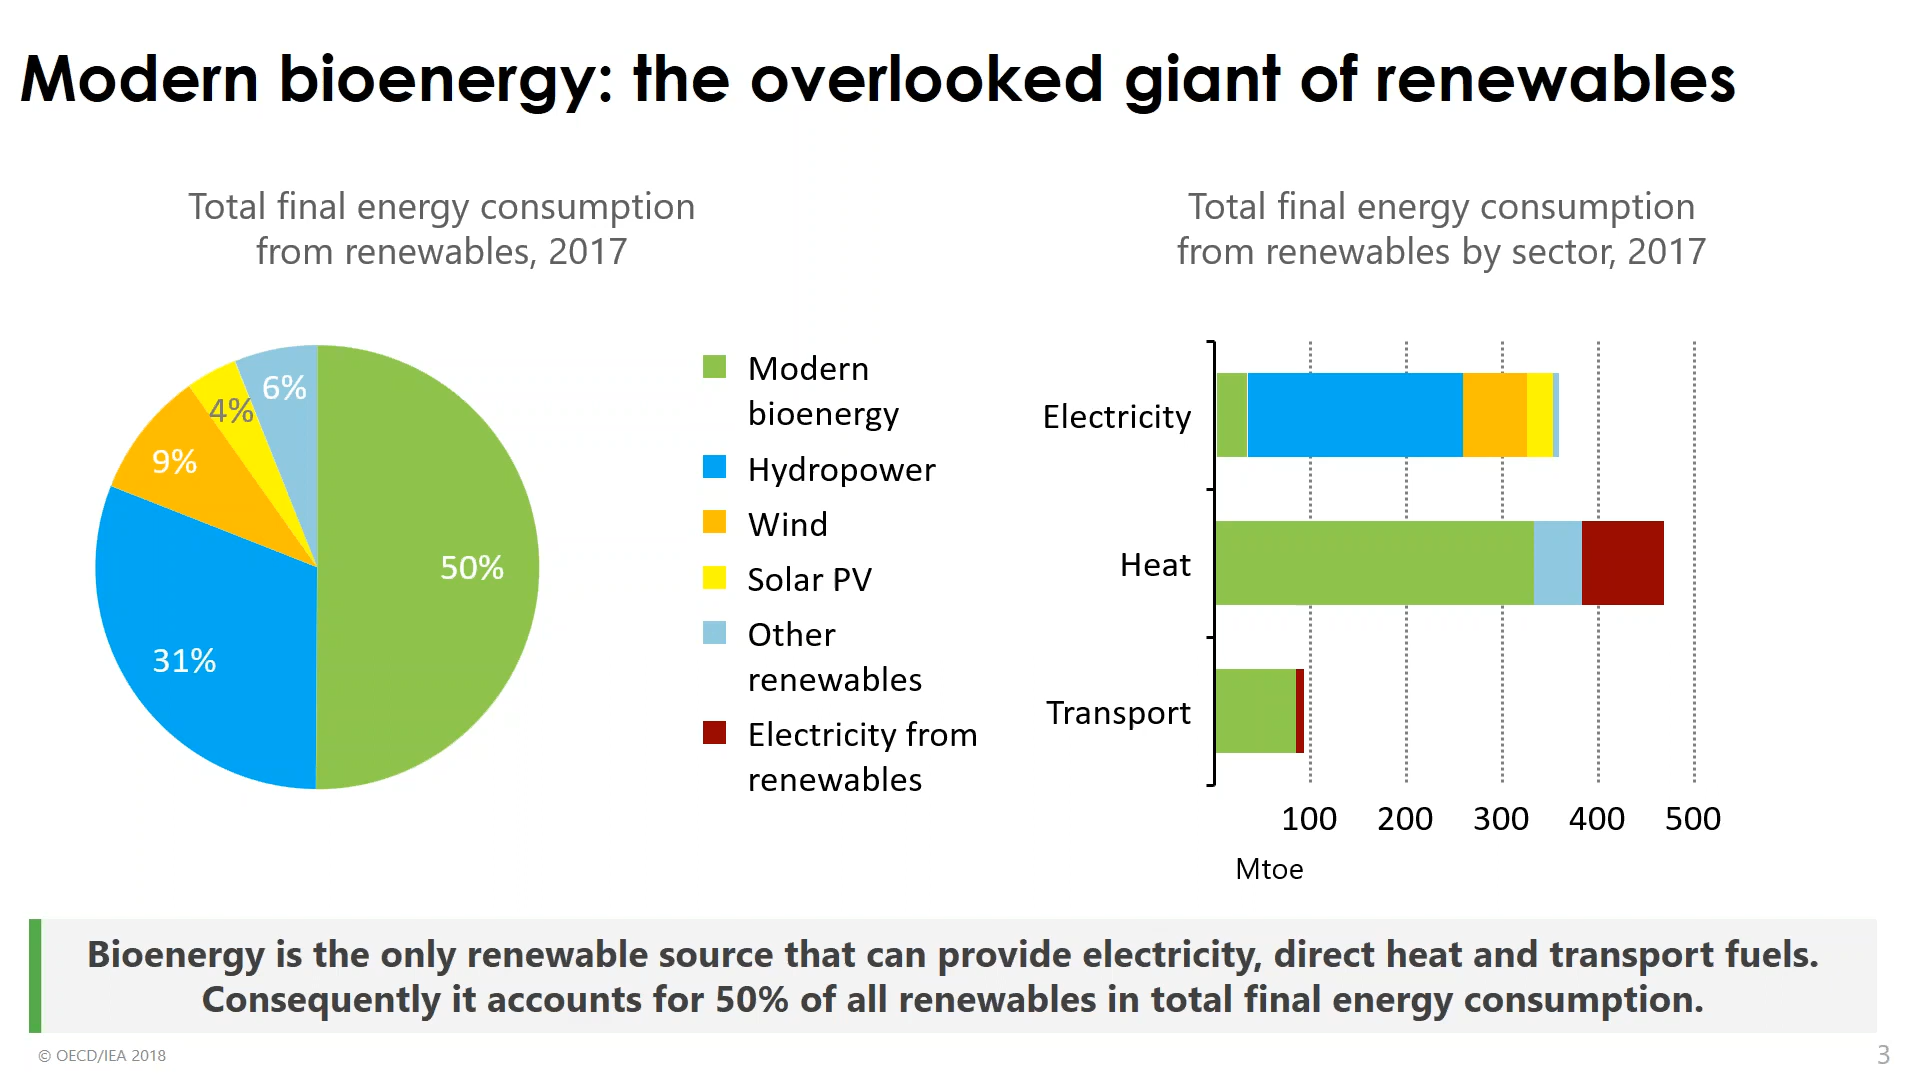 Modern bioenergy: the overlooked giant of renewables
Total final energy consumption
from renewables, 2017
50%
31%
9%
4%
6%
Modern
bioenergy
Hydropower
Wind
Solar PV
Other
renewables
Electricity from
renewables
Total final energy consumption
from renewables by sector, 2017
Electricity
Heat
Transport
100 200 300 400 500
Mtoe
Bioenergy is the only renewable source that can provide electricity, direct heat and transport fuels.
Consequently it accounts for 50% of all renewables in total final energy consumption.
© OECD/IEA 2018
3